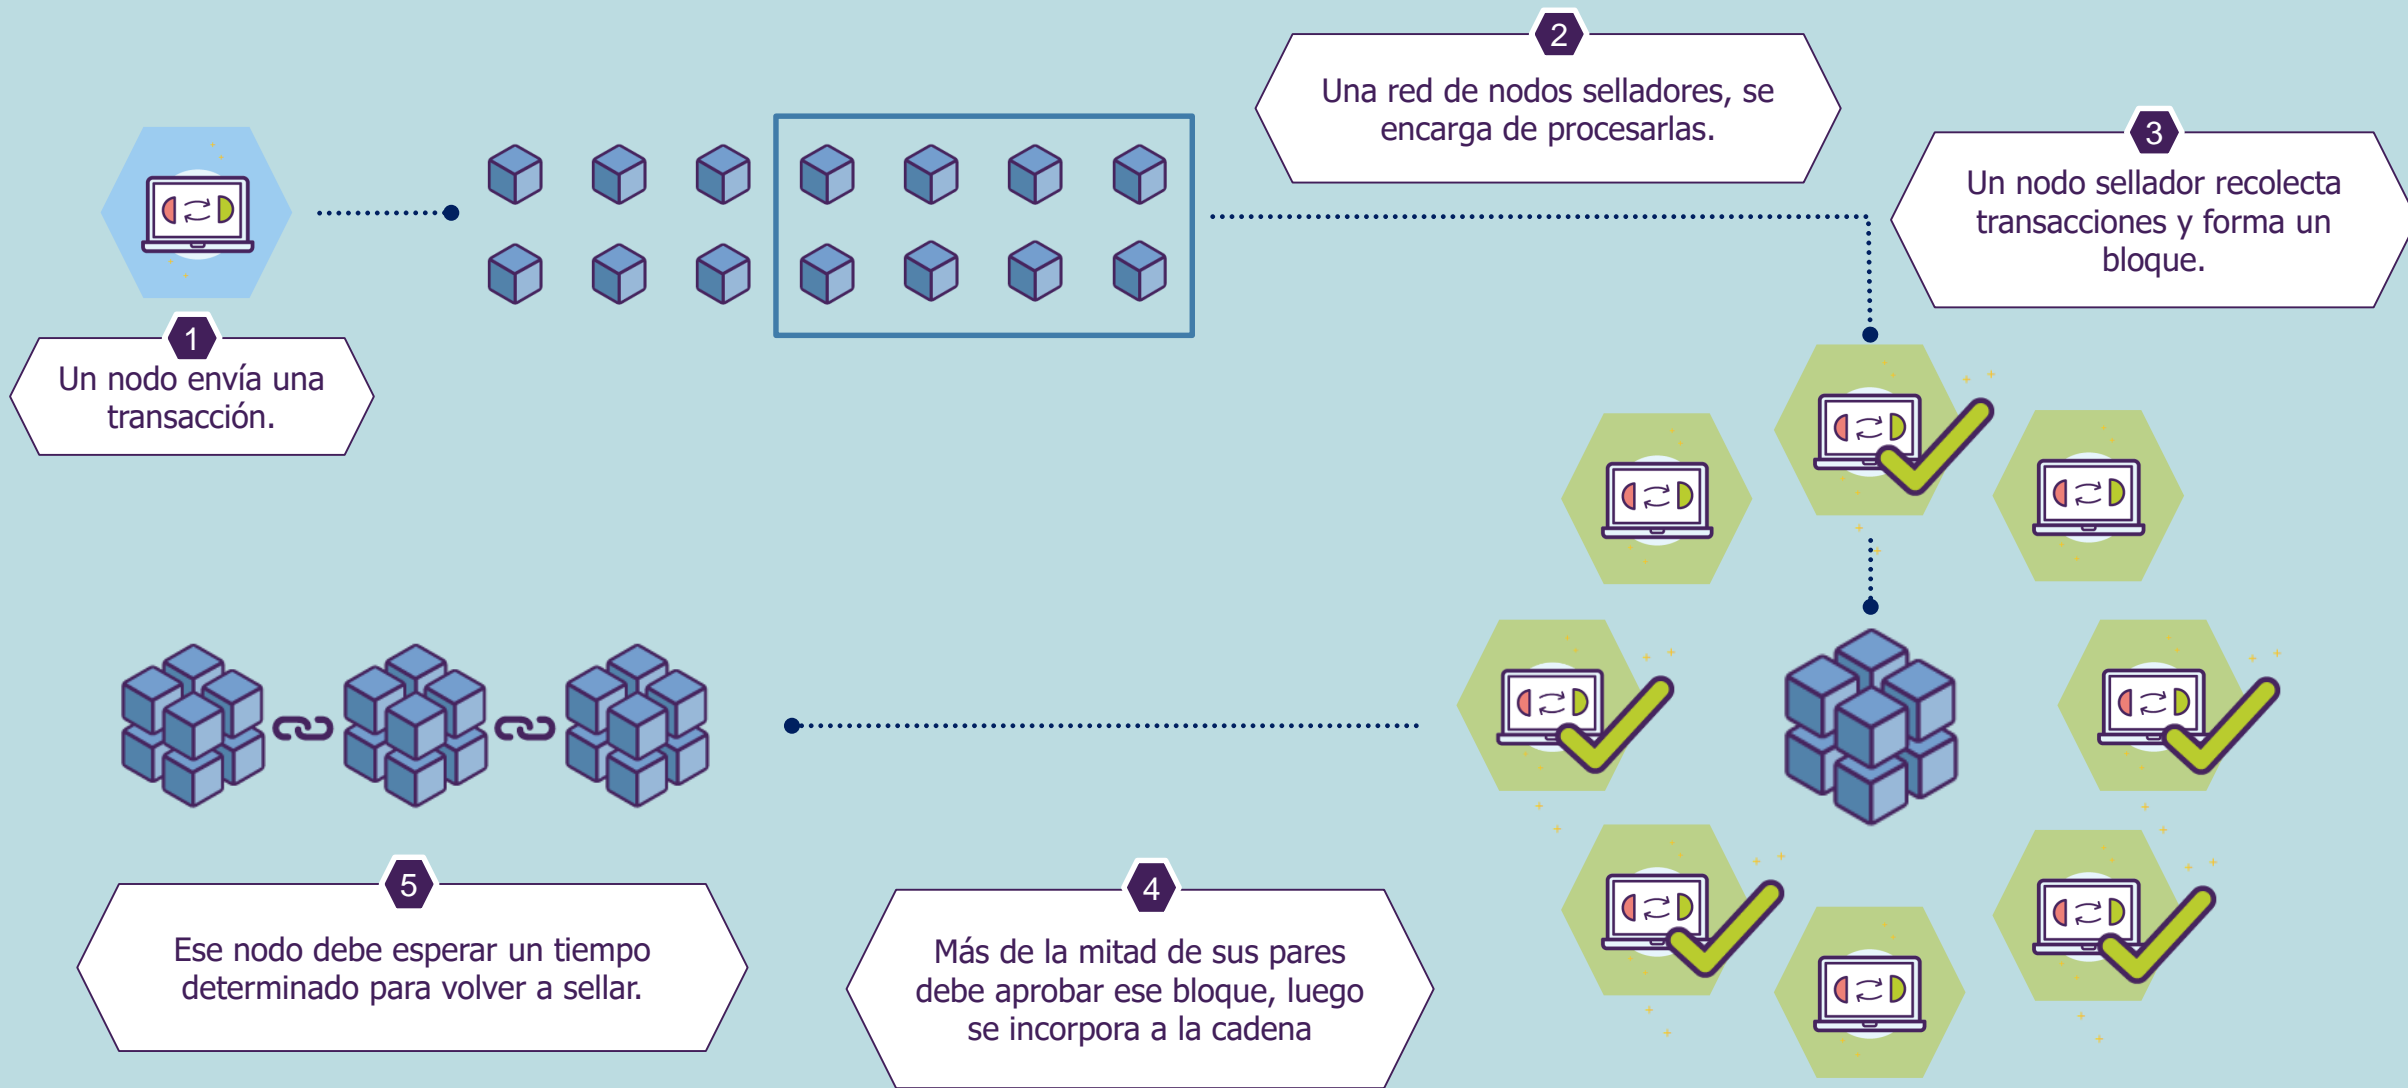 1
Un nodo envía una
transacción.
2
Una red de nodos selladores, se
encarga de procesarlas.
3
Un nodo sellador recolecta
transacciones y forma un
bloque.
4
Más de la mitad de sus pares
debe aprobar ese bloque, luego
se incorpora a la cadena
5
Ese nodo debe esperar un tiempo
determinado para volver a sellar.